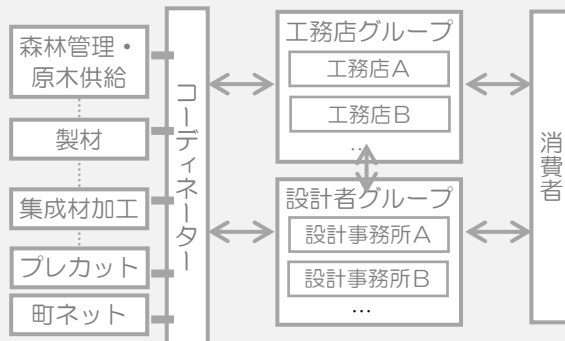 森林管理・
原木供給
製材
集成材加工
プレカット
町ネット
コーディネーター
工務店グループ
工務店A
工務店B
…
設計者グループ
設計事務所A
設計事務所B
…
消費者